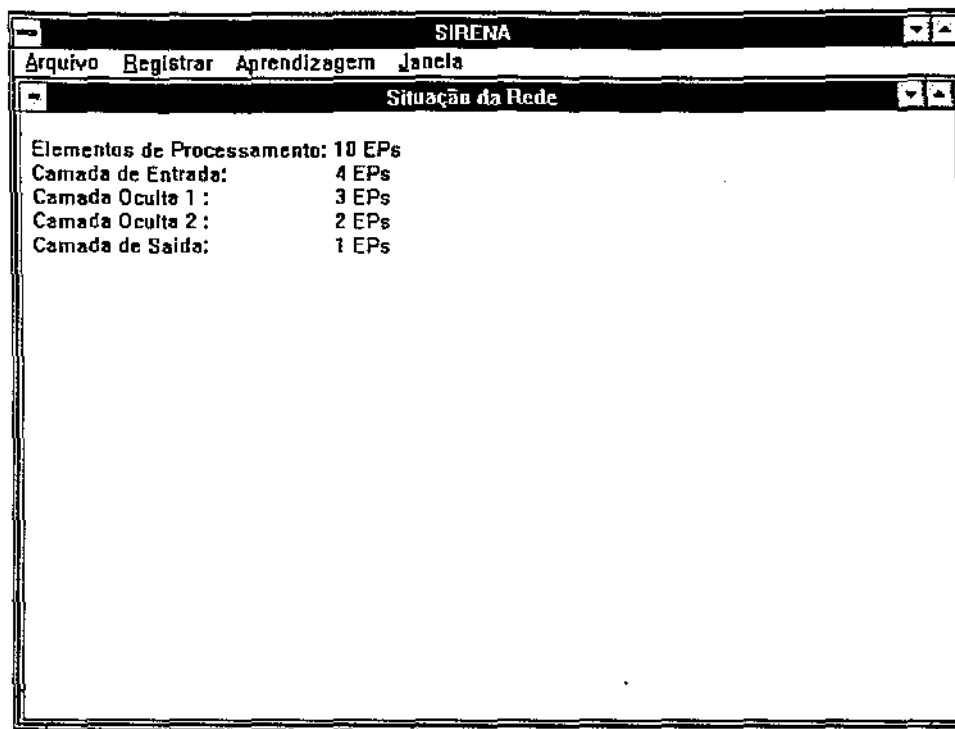 SIRENA
Arquivo Registrar Aprendizagem Janela
Situação da Rede
Elementos de Processamento: 10 EPs
Camada de Entrada: 4 EPs
Camada Oculta 1 : 3 EPs
Camada Oculta 2 : 2 EPs
Camada de Saída: 1 EPs